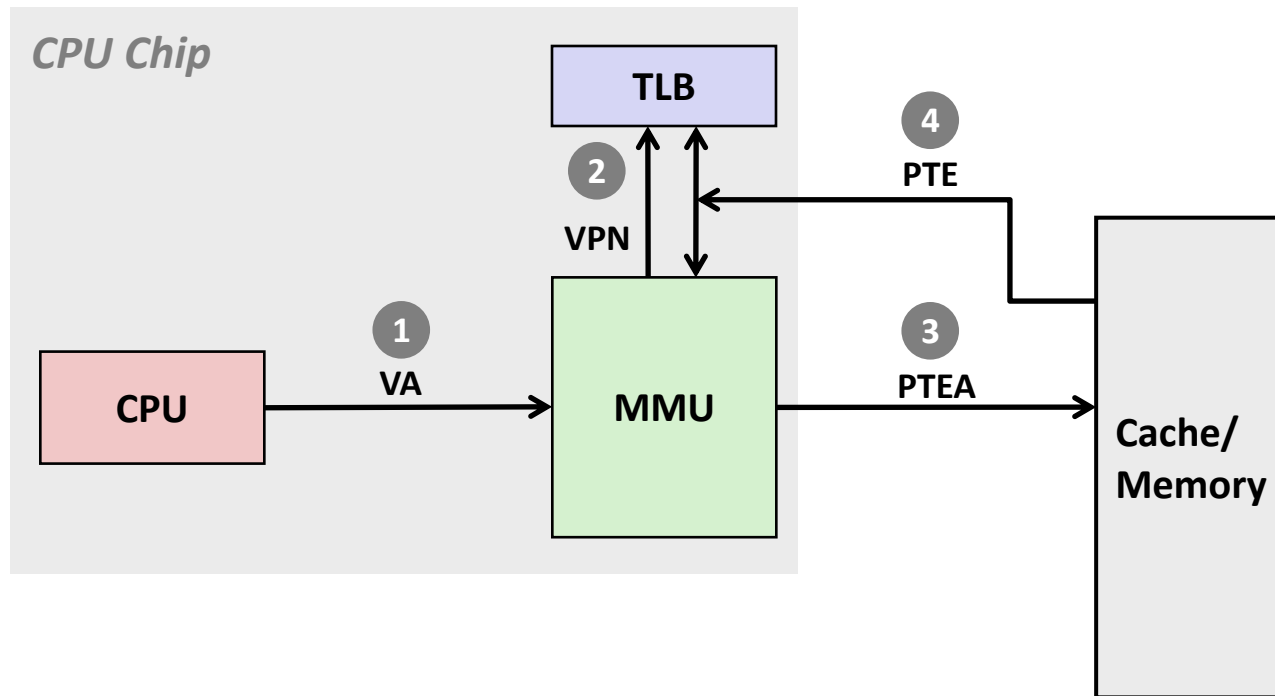 CPU Chip
TLB
4
PTE
2
VPN
1
VA
3
PTEA
CPU
MMU
Cache/
Memory